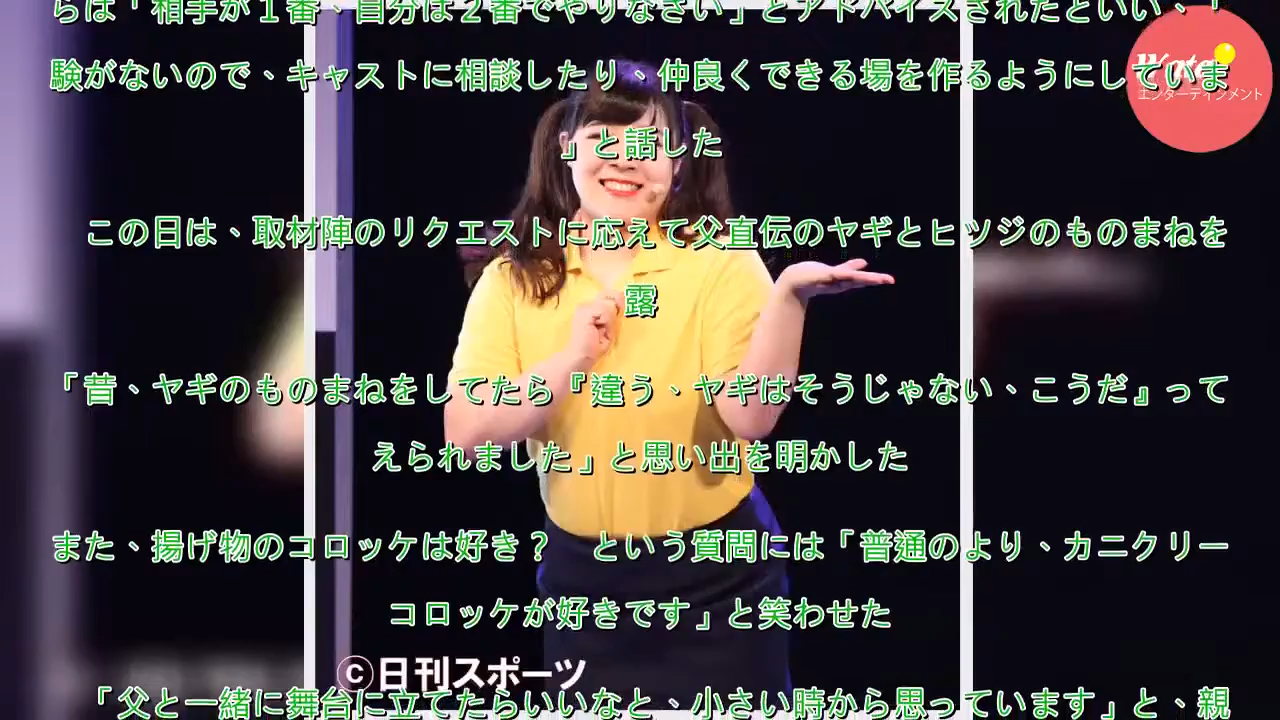 らは「相手が１番、自分は２番でやりなさい」とアドバイスされたといい、「
験がないので、キャストに相談したり、仲良くできる場を作るようにしていま
」と話した
この日は、取材陣のリクエストに応えて父直伝のヤギとヒツジのものまねを
露
「昔、ヤギのものまねをしてたら『違う、ヤギはそうじゃない、こうだ』って
えられました」と思い出を明かした
また、揚げ物のコロッケは好き？　という質問には「普通のより、カニクリー
コロッケが好きです」と笑わせた
©日刊スポーツ
「父と一緒に舞台に立てたらいいなと、小さい時から思っています」と、親
エンターテインメント